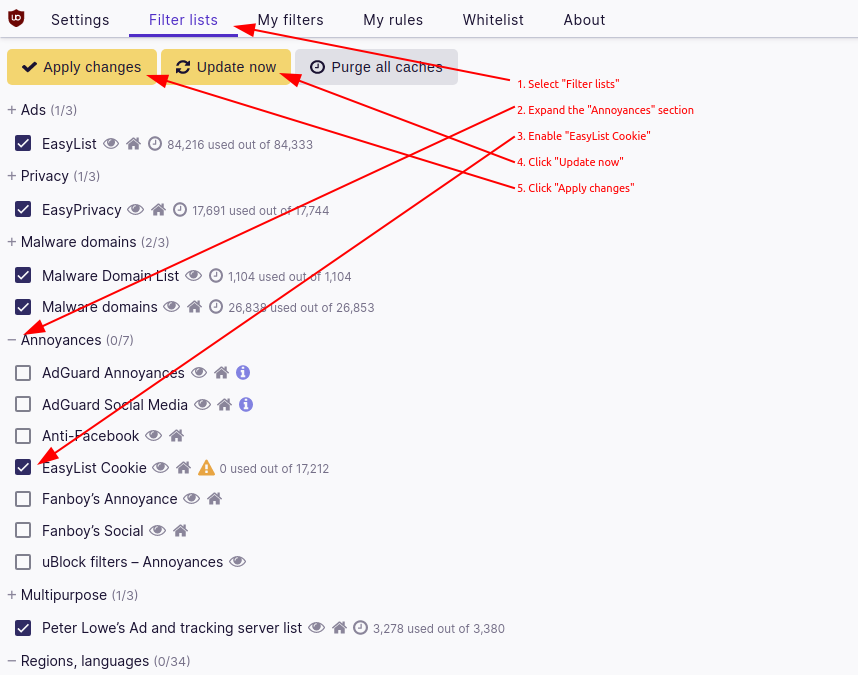 Settings Filter lists My filters My rules Whitelist About
Apply changes Update now Purge all caches
1. Select "Filter lists"
+ Ads (1/3)
2. Expand the "Annoyances" section
3. Enable "EasyList Cookie"
EasyList 84,216 used out of 84,333
4. Click "Update now"
+ Privacy (1/3)
5. Click "Apply changes"
EasyPrivacy 17,691 used out of 17,744
+ Malware domains (2/3)
Malware Domain List 1,104 used out of 1,104
Malware domains 26,838 used out of 26,853
− Annoyances (0/7)
AdGuard Annoyances
AdGuard Social Media
Anti-Facebook
EasyList Cookie 0 used out of 17,212
Fanboy’s Annoyance
Fanboy’s Social
uBlock filters – Annoyances
+ Multipurpose (1/3)
Peter Lowe’s Ad and tracking server list 3,278 used out of 3,380
− Regions, languages (0/34)